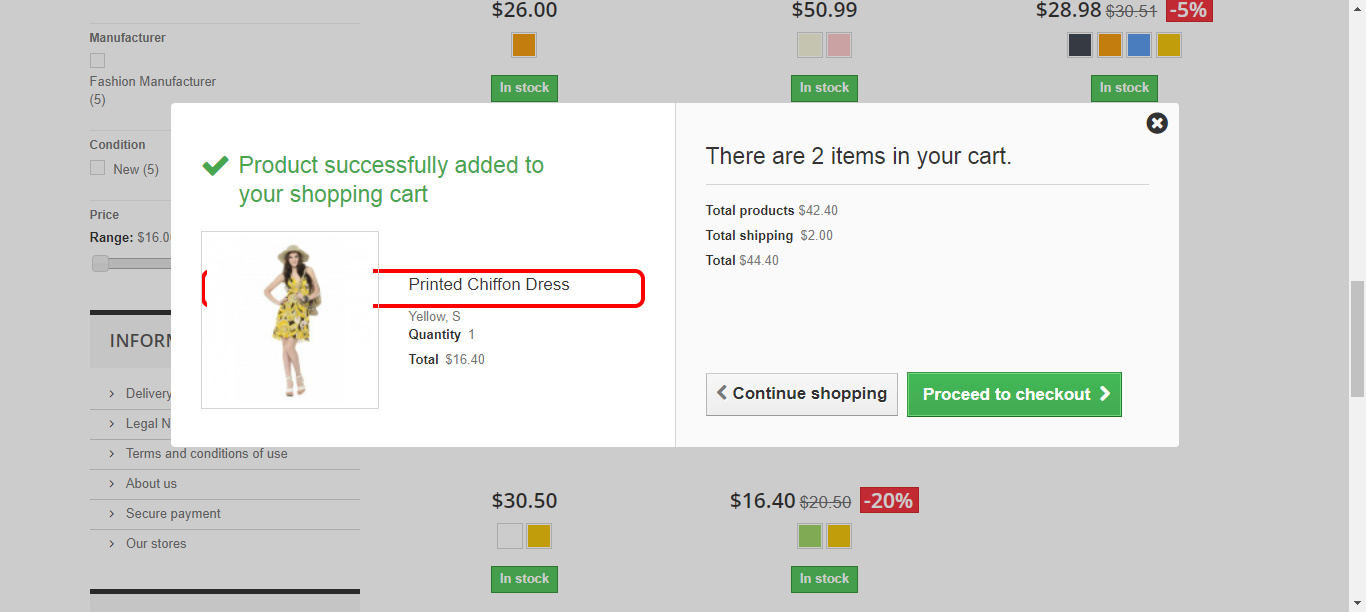 $26.00
$50.99
$28.98 $30.51 -5%
In stock
In stock
In stock
Manufacturer
Fashion Manufacturer
(5)
Condition
New (5)
Price
Range: $16.0
INFOR
Delivery
Legal N
Terms and conditions of use
About us
Secure payment
Our stores
Product successfully added to
your shopping cart
Printed Chiffon Dress
Yellow, S
Quantity 1
Total $16.40
There are 2 items in your cart.
Total products $42.40
Total shipping $2.00
Total $44.40
Continue shopping
Proceed to checkout
$30.50
$16.40 $20.50 -20%
In stock
In stock